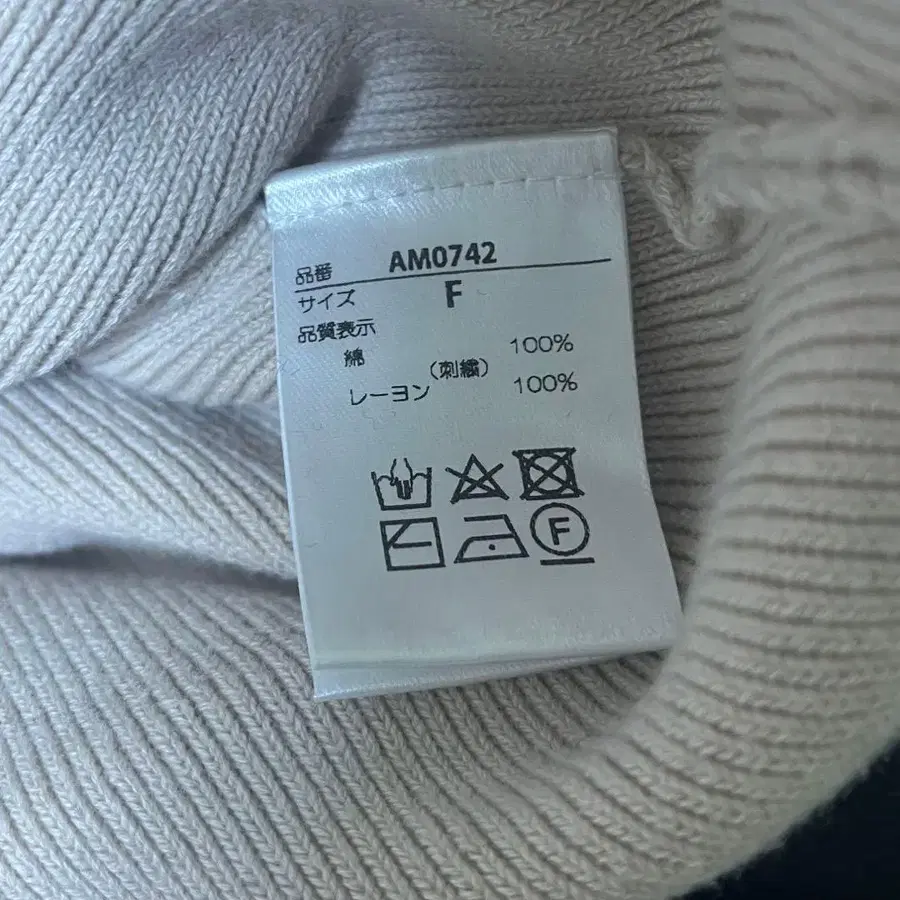 品番 AM0742
サイズ F
品質表示
綿 100%
(刺繍)
レーヨン 100%
F